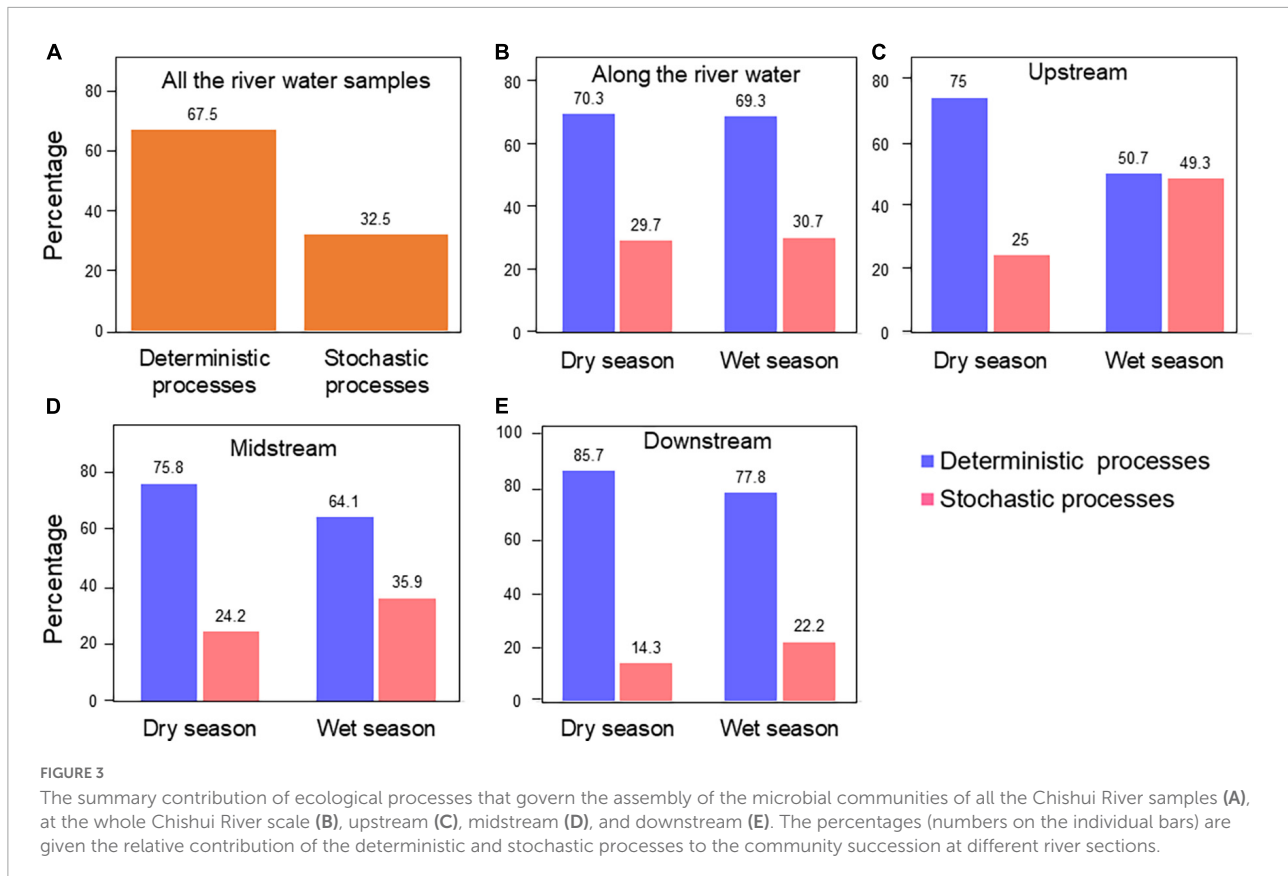 A
All the river water samples
Percentage
80
60
40
20
0
67.5
32.5
Deterministic processes
Stochastic processes
B
Along the river water
80
60
40
20
0
70.3
29.7
69.3
30.7
Dry season
Wet season
C
Upstream
80
60
40
20
0
75
25
50.7
49.3
Dry season
Wet season
D
Midstream
Percentage
80
60
40
20
0
75.8
24.2
64.1
35.9
Dry season
Wet season
E
Downstream
100
80
60
40
20
0
85.7
14.3
77.8
22.2
Dry season
Wet season
Deterministic processes
Stochastic processes
FIGURE 3
The summary contribution of ecological processes that govern the assembly of the microbial communities of all the Chishui River samples (A),
at the whole Chishui River scale (B), upstream (C), midstream (D), and downstream (E). The percentages (numbers on the individual bars) are
given the relative contribution of the deterministic and stochastic processes to the community succession at different river sections.